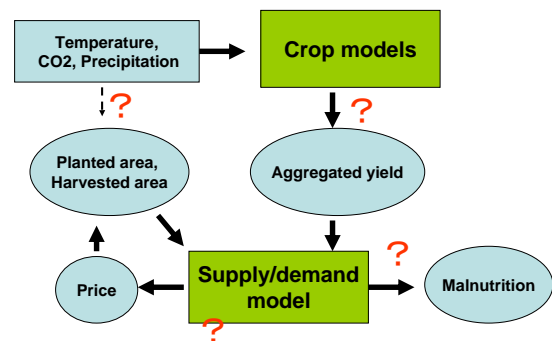 Temperature,
CO2, Precipitation
Crop models
?
?
Planted area,
Harvested area
Aggregated yield
?
Price
Supply/demand
model
Malnutrition
?